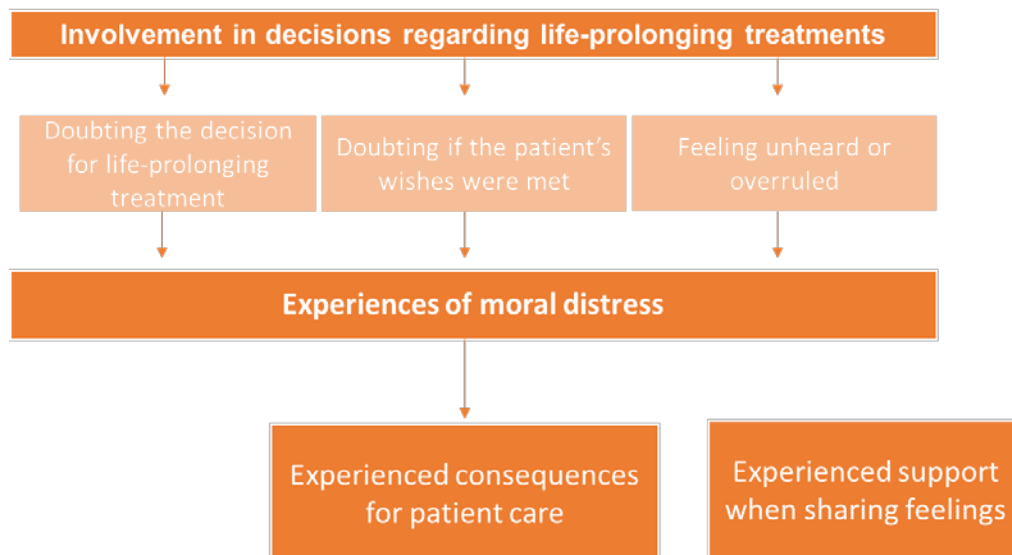 Involvement in decisions regarding life-prolonging treatments
Doubting the decision
for life-prolonging
treatment
Doubting if the patient's
wishes were met
Feeling unheard or
overruled
Experiences of moral distress
Experienced consequences
for patient care
Experienced support
when sharing feelings